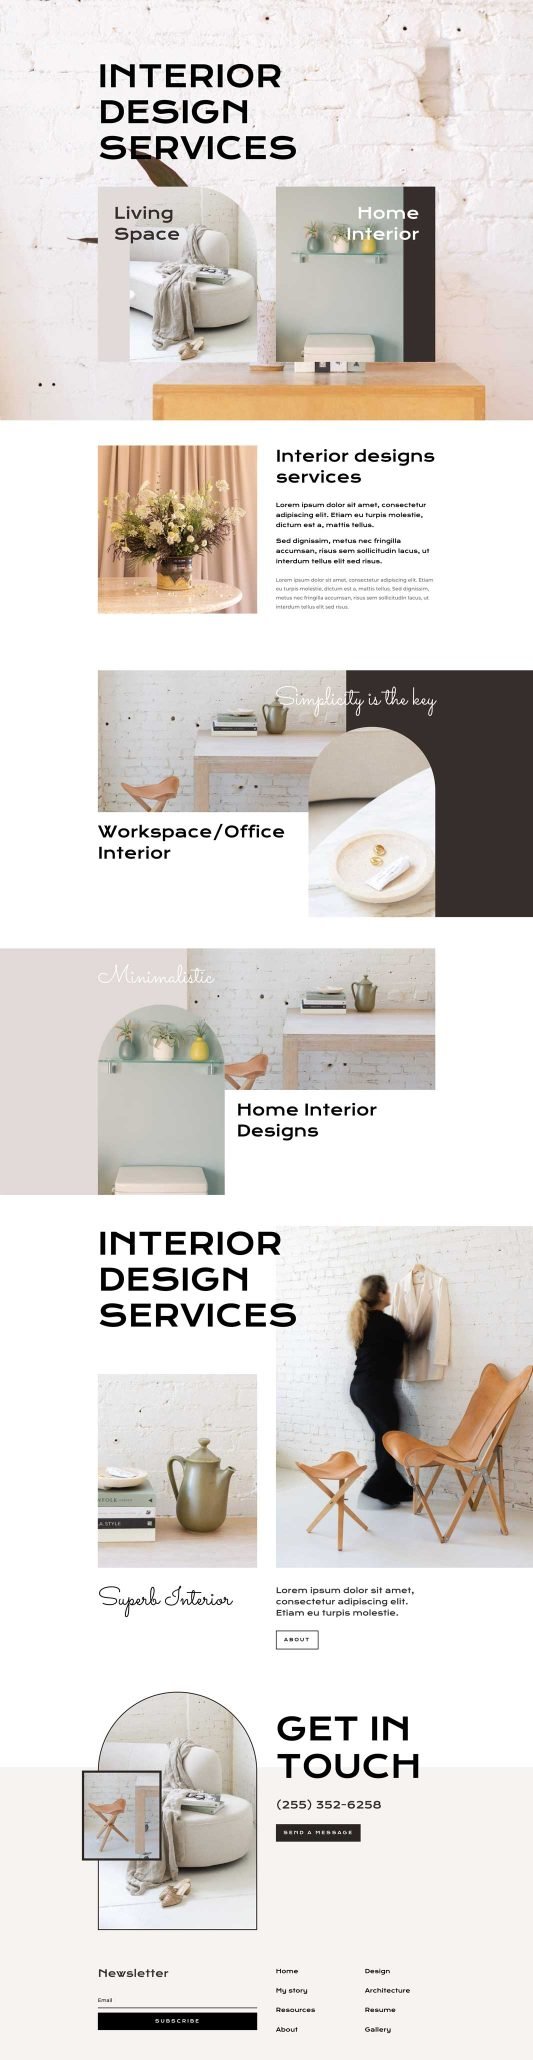 INTERIOR
DESIGN
SERVICES
Living
Space
Home
Interior
Interior designs
services
Lorem ipsum dolor sit amet, consectetur
adipiscing elit. Etiam eu turpis molestie,
dictum est a, mattis tellus.
Sed dignissim, metus nec fringilla
accumsan, risus sem sollicitudin lacus, ut
interdum tellus elit sed risus.
Lorem ipsum dolor sit amet, consectetur adipiscing elit. Etiam
eu turpis molestie, dictum est a, mattis tellus. Sed dignissim,
metus nec fringilla accumsan, risus sem sollicitudin lacus, ut
interdum tellus elit sed risus.
Simplicity is the key
Workspace/Office
Interior
Minimalistic
Home Interior
Designs
INTERIOR
DESIGN
SERVICES
Superb Interior
Lorem ipsum dolor sit amet,
consectetur adipiscing elit.
Etiam eu turpis molestie.
ABOUT
GET IN
TOUCH
(255) 352-6258
SEND A MESSAGE
Newsletter
Email
SUBSCRIBE
Home
My story
Resources
About
Design
Architecture
Resume
Gallery